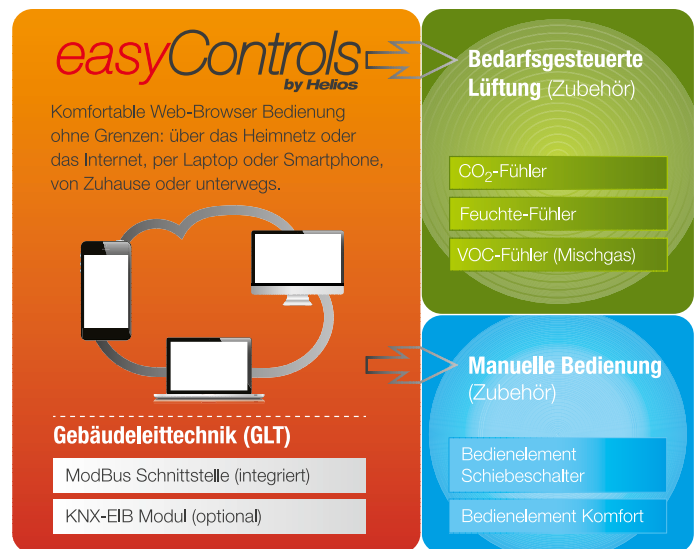 easyControls
by Helios
Komfortable Web-Browser Bedienung
ohne Grenzen: über das Heimnetz oder
das Internet, per Laptop oder Smartphone,
von Zuhause oder unterwegs.
Gebäudeleittechnik (GLT)
ModBus Schnittstelle (integriert)
KNX-EIB Modul (optional)
Bedarfsgesteuerte
Lüftung (Zubehör)
CO₂-Fühler
Feuchte-Fühler
VOC-Fühler (Mischgas)
Manuelle Bedienung
(Zubehör)
Bedienelement
Schiebeschalter
Bedienelement Komfort